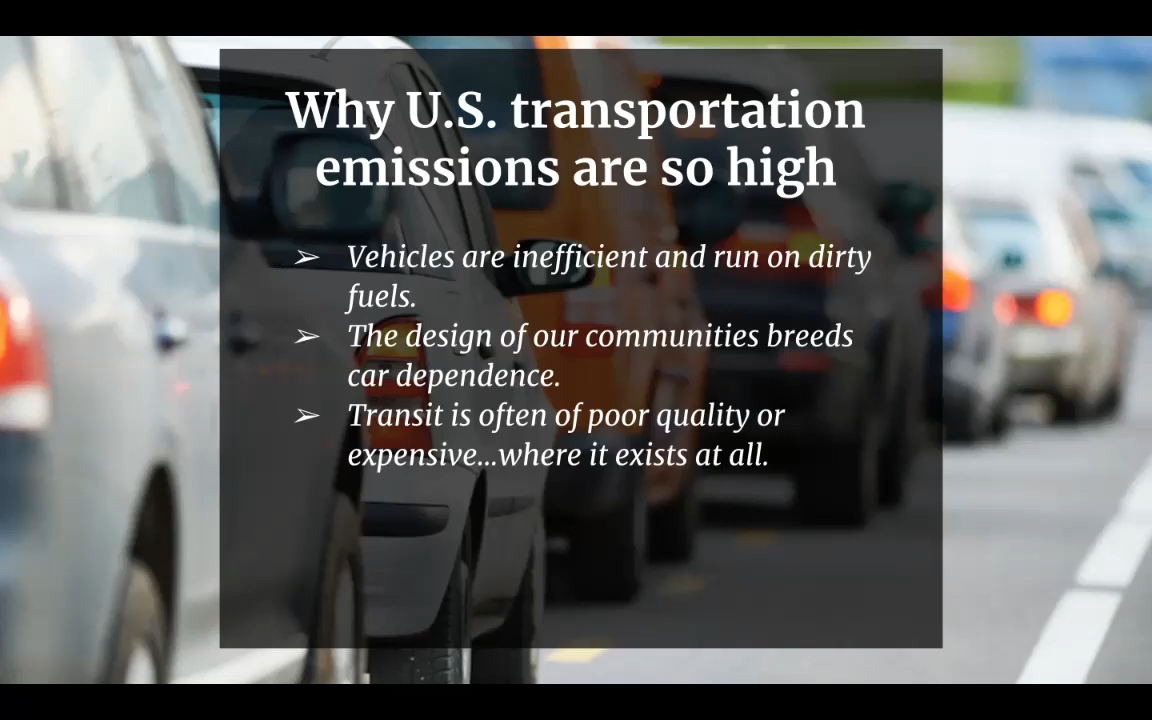 Why U.S. transportation
emissions are so high
➢ Vehicles are inefficient and run on dirty
fuels.
➢ The design of our communities breeds
car dependence.
➢ Transit is often of poor quality or
expensive...where it exists at all.